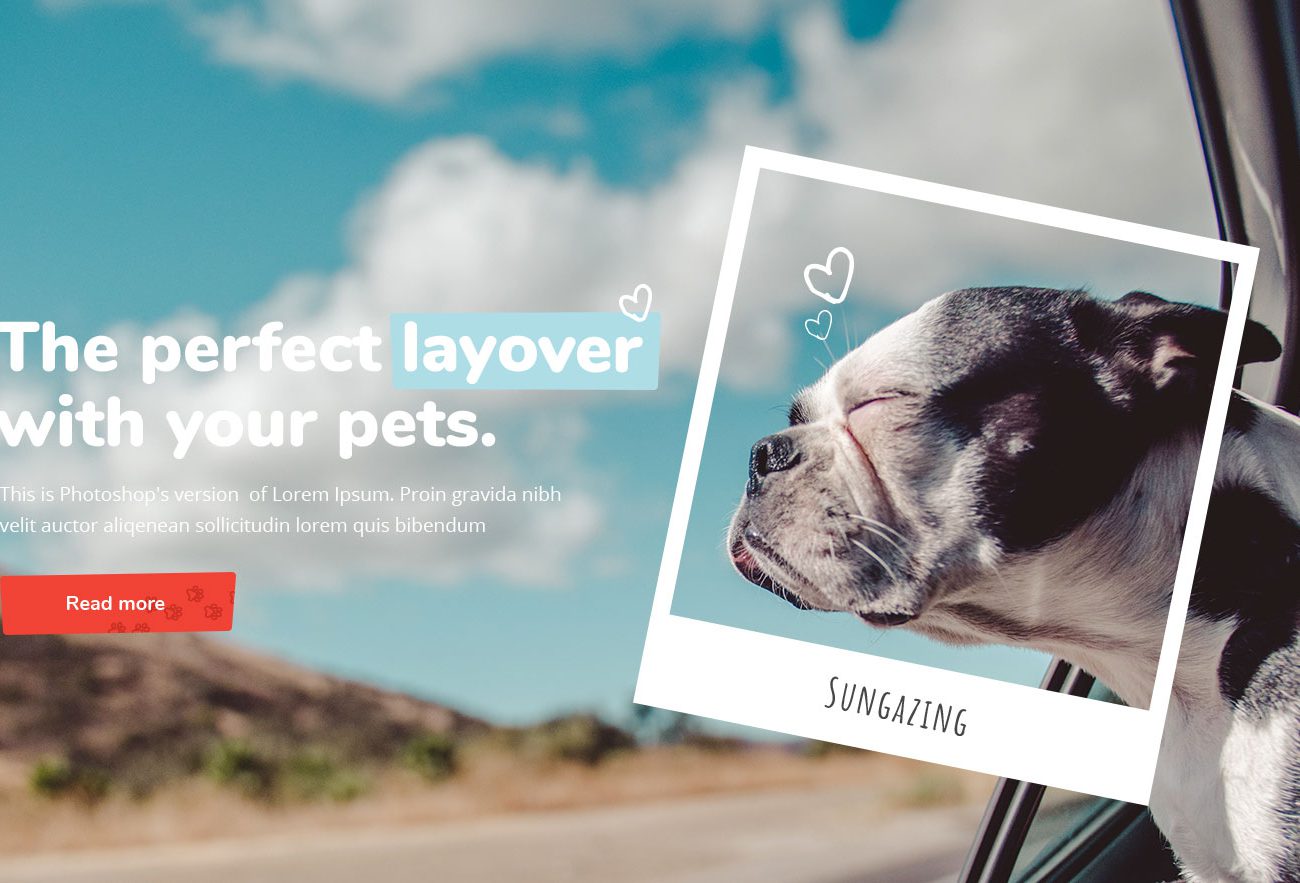 The perfect layover
with your pets.
This is Photoshop's version  of Lorem Ipsum. Proin gravida nibh
velit auctor aliqenean sollicitudin lorem quis bibendum
Read more
Sungazing